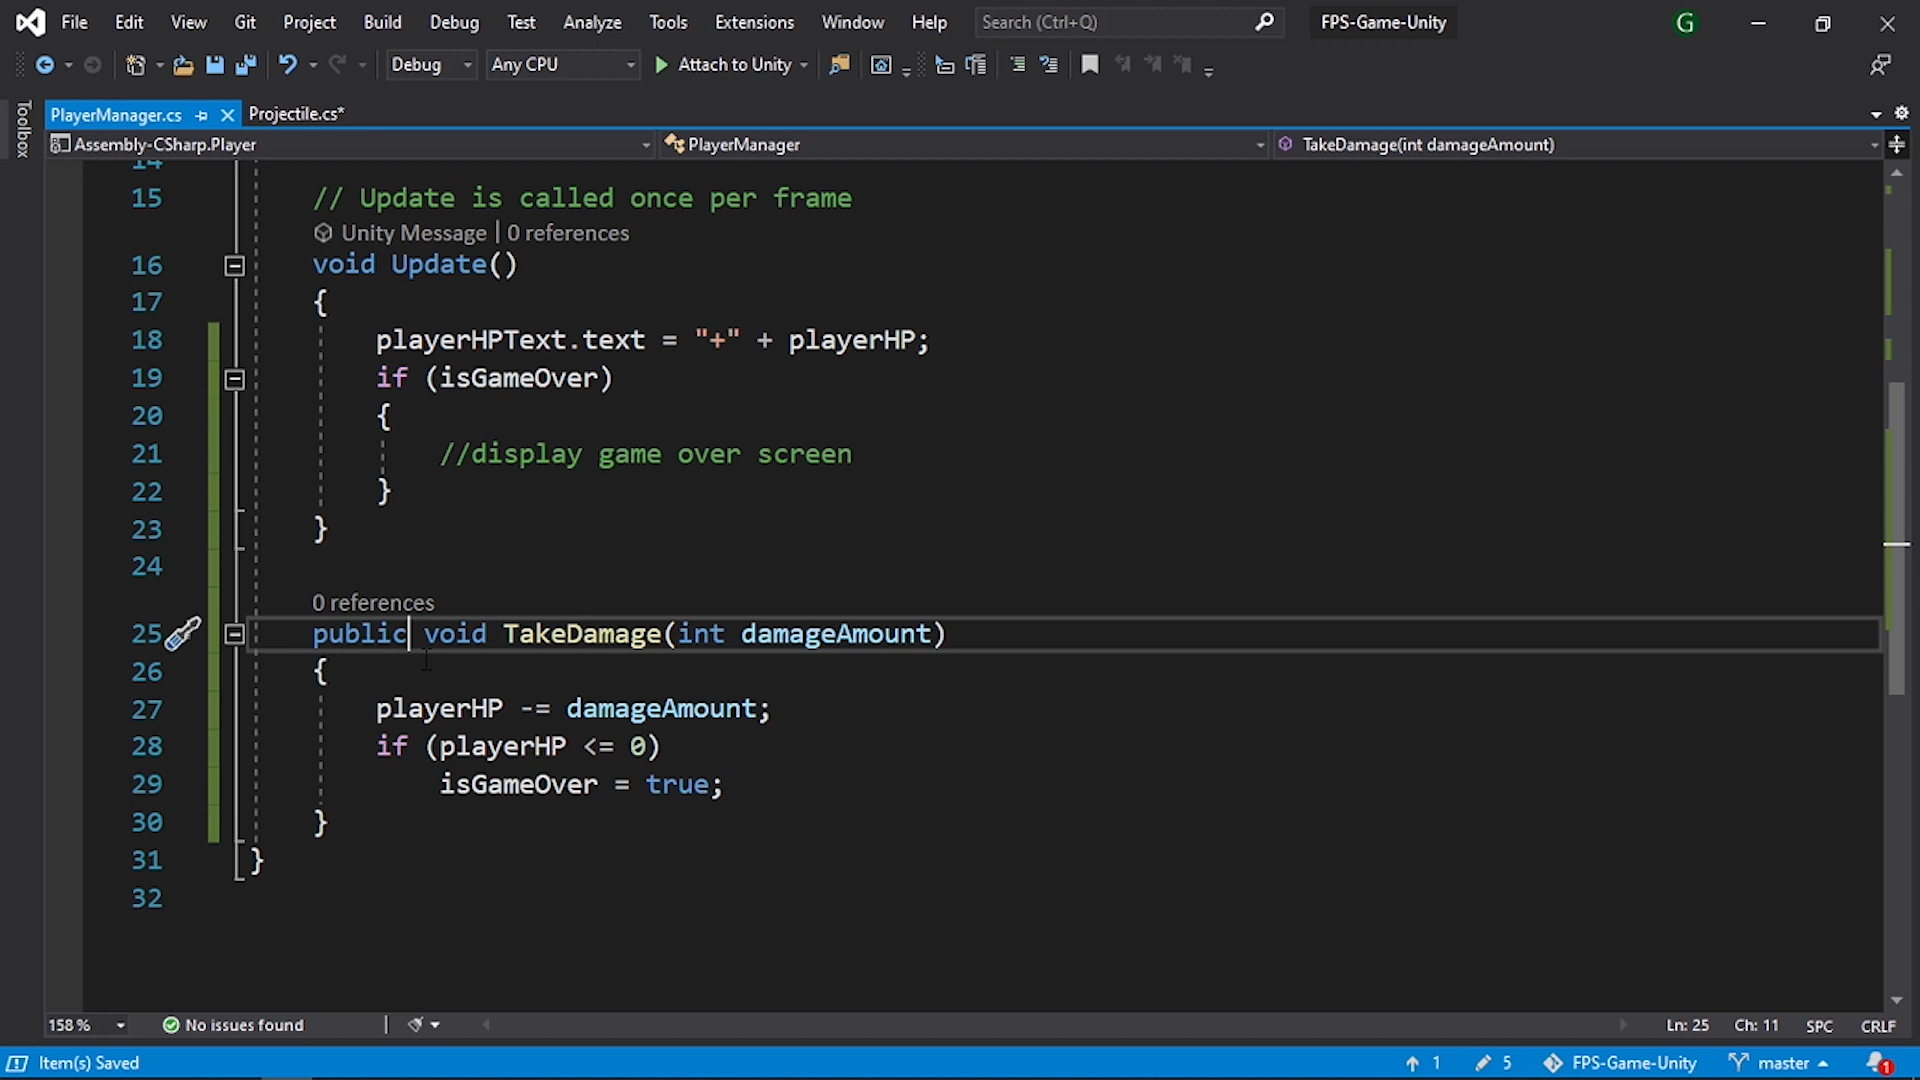 File Edit View Git Project Build Debug Test Analyze Tools Extensions Window Help Search (Ctrl+Q) FPS-Game-Unity G
Debug Any CPU Attach to Unity
Toolbox
PlayerManager.cs Projectile.cs*
Assembly-CSharp.Player PlayerManager TakeDamage(int damageAmount)
14
15 // Update is called once per frame
Unity Message | 0 references
16 void Update()
17 {
18 playerHPText.text = "+" + playerHP;
19 if (isGameOver)
20 {
21 //display game over screen
22 }
23 }
24
0 references
25 public void TakeDamage(int damageAmount)
26 {
27 playerHP -= damageAmount;
28 if (playerHP <= 0)
29 isGameOver = true;
30 }
31 }
32
158 % No issues found Ln: 25 Ch: 11 SPC CRLF
Item(s) Saved 1 5 FPS-Game-Unity master 1